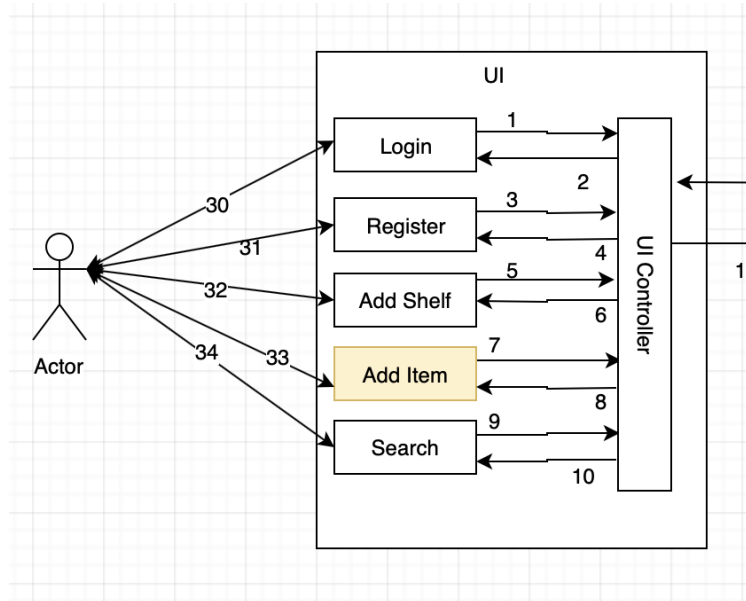 UI
Login
1
2
Register
3
4
Add Shelf
5
6
Add Item
7
8
Search
9
10
UI Controller
30
31
32
33
34
Actor
1